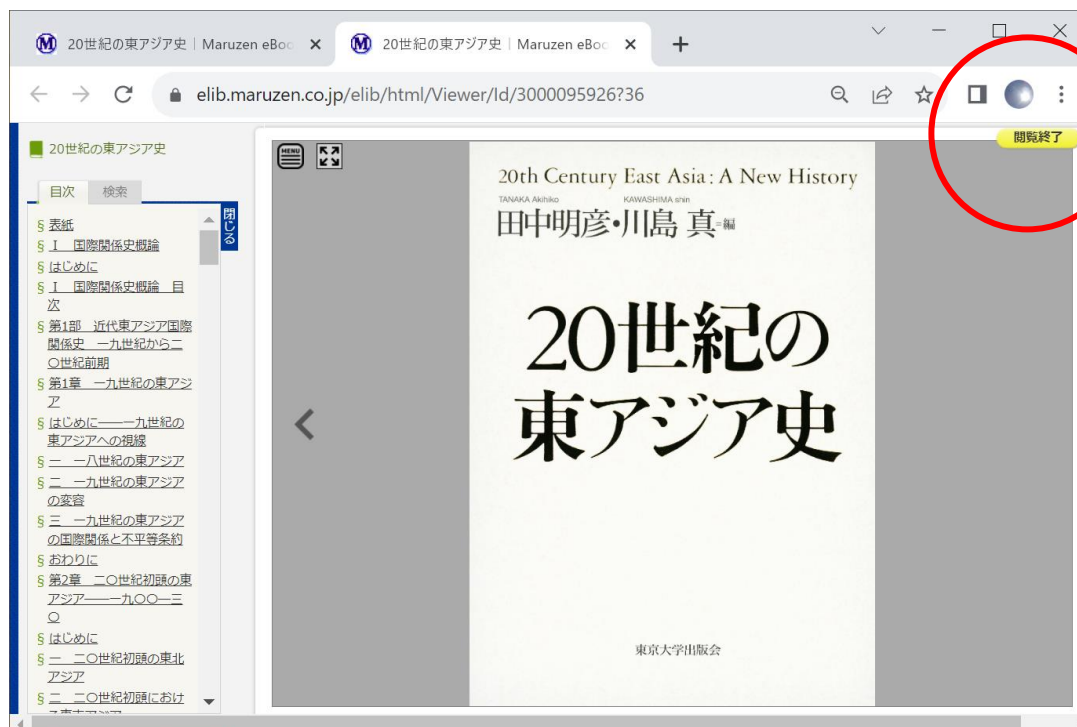 20世紀の東アジア史 | Maruzen eBoo
20世紀の東アジア史 | Maruzen eBoo
elib.maruzen.co.jp/elib/html/Viewer/Id/3000095926?36
閲覧終了
20世紀の東アジア史
目次 検索
閉じる
§ 表紙
§ I 国際関係史概論
§ はじめに
§ I 国際関係史概論 目
次
§ 第1部 近代東アジア国際
関係史 一九世紀から二
〇世紀前期
§ 第1章 一九世紀の東アジ
ア
§ はじめに――一九世紀の
東アジアへの視線
§ 一 一八世紀の東アジア
§ 二 一九世紀の東アジア
の変容
§ 三 一九世紀の東アジア
の国際関係と不平等条約
§ おわりに
§ 第2章 二〇世紀初頭の東
アジア――一九〇〇―三
〇
§ はじめに
§ 一 二〇世紀初頭の東北
アジア
§ 二 二〇世紀初頭におけ
MENU
20th Century East Asia : A New History
TANAKA Akihiko KAWASHIMA shin
田中明彦・川島 真=編
20世紀の
東アジア史
東京大学出版会